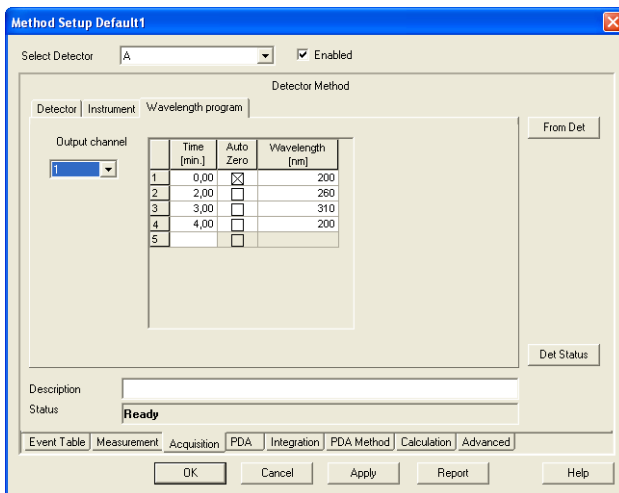 Method Setup Default1
Select Detector A Enabled
Detector Method
Detector Instrument Wavelength program
From Det
Output channel
1
Time [min.] Auto Zero Wavelength [nm]
1 0,00 200
2 2,00 260
3 3,00 310
4 4,00 200
5
Det Status
Description
Status Ready
Event Table Measurement Acquisition PDA Integration PDA Method Calculation Advanced
OK Cancel Apply Report Help